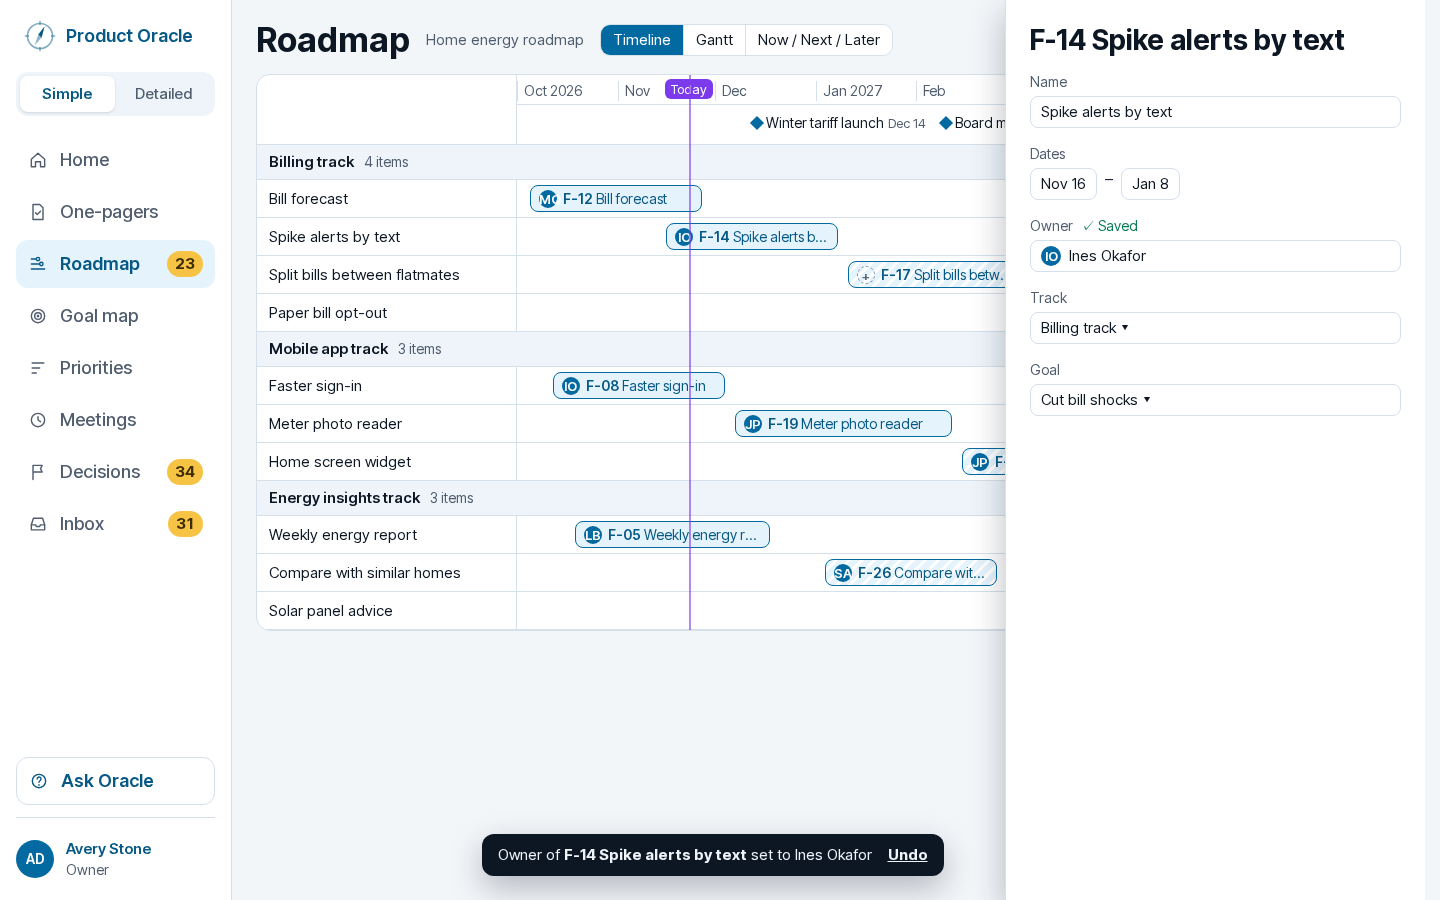 Product Oracle
Simple
Detailed
Home
One-pagers
Roadmap 23
Goal map
Priorities
Meetings
Decisions 34
Inbox 31
Ask Oracle
AD
Avery Stone
Owner
Roadmap
Home energy roadmap
Timeline
Gantt
Now / Next / Later
Oct 2026
Nov
Today
Dec
Jan 2027
Feb
Winter tariff launch Dec 14
Board m
Billing track 4 items
Bill forecast
F-12 Bill forecast
Spike alerts by text
IO F-14 Spike alerts b...
Split bills between flatmates
+ F-17 Split bills betw...
Paper bill opt-out
Mobile app track 3 items
Faster sign-in
IO F-08 Faster sign-in
Meter photo reader
JP F-19 Meter photo reader
Home screen widget
JP F-
Energy insights track 3 items
Weekly energy report
LB F-05 Weekly energy r...
Compare with similar homes
SA F-26 Compare wit...
Solar panel advice
Owner of F-14 Spike alerts by text set to Ines Okafor Undo
F-14 Spike alerts by text
Name
Spike alerts by text
Dates
Nov 16 – Jan 8
Owner ✓ Saved
IO Ines Okafor
Track
Billing track
Goal
Cut bill shocks